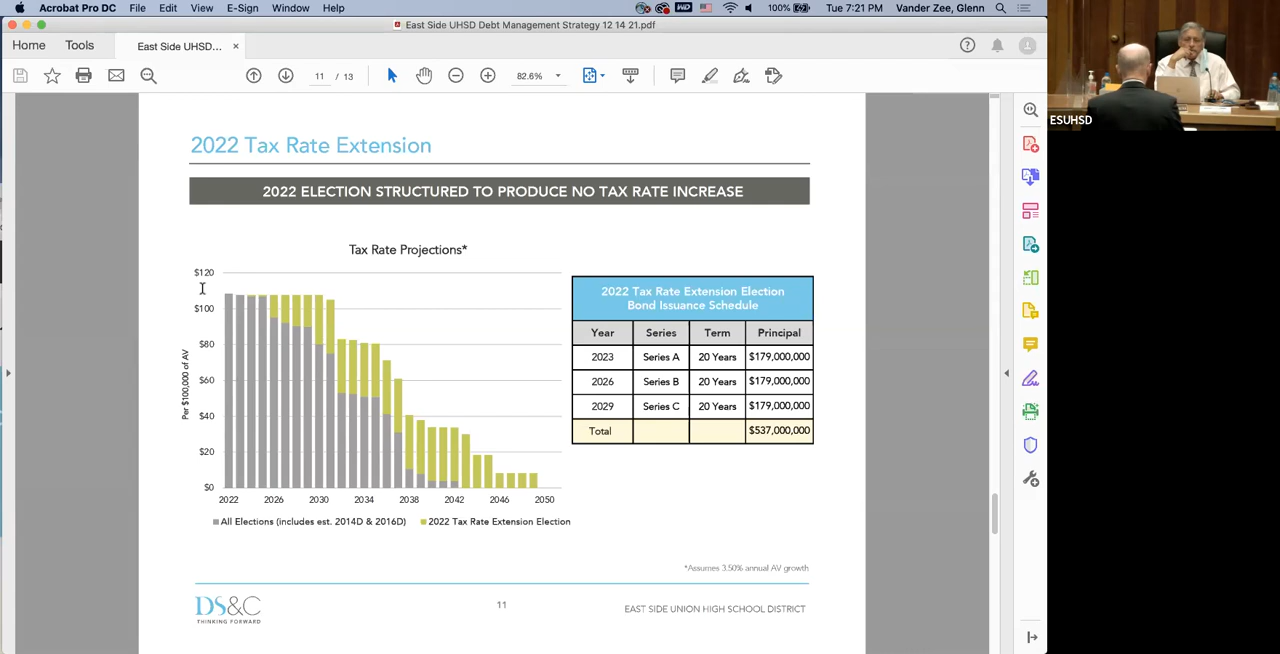 Acrobat Pro DC File Edit View E-Sign Window Help 100% Tue 7:21 PM Vander Zee, Glenn
East Side UHSD Debt Management Strategy 12 14 21.pdf
Home Tools East Side UHSD... ×
11 / 13 82.6%
2022 Tax Rate Extension
2022 ELECTION STRUCTURED TO PRODUCE NO TAX RATE INCREASE
Tax Rate Projections*
Per $100,000 of AV
$120
$100
$80
$60
$40
$20
$0
2022 2026 2030 2034 2038 2042 2046 2050
All Elections (includes est. 2014D & 2016D) 2022 Tax Rate Extension Election
2022 Tax Rate Extension Election
Bond Issuance Schedule
Year Series Term Principal
2023 Series A 20 Years $179,000,000
2026 Series B 20 Years $179,000,000
2029 Series C 20 Years $179,000,000
Total $537,000,000
*Assumes 3.50% annual AV growth
DS&C
THINKING FORWARD
11
EAST SIDE UNION HIGH SCHOOL DISTRICT
ESUHSD